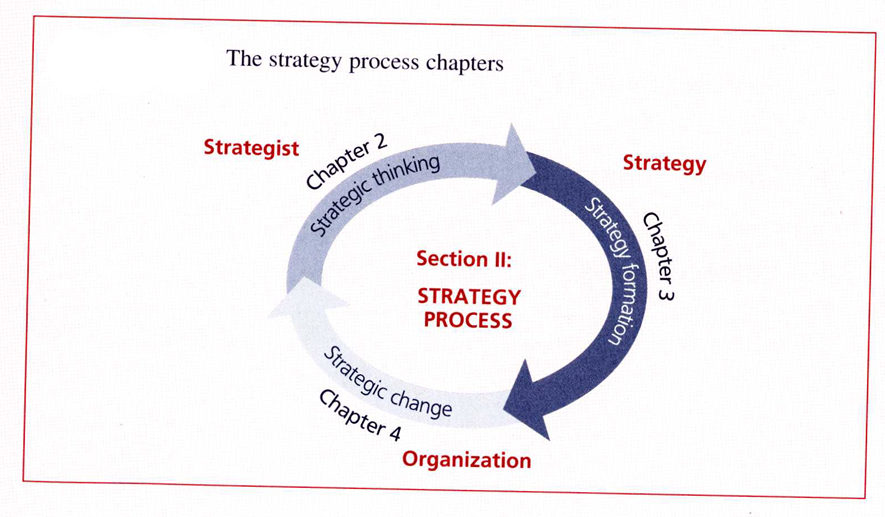 The strategy process chapters
Strategist
Chapter 2
Strategic thinking
Strategy
Chapter 3
Strategy formation
Section II:
STRATEGY
PROCESS
Strategic change
Chapter 4
Organization